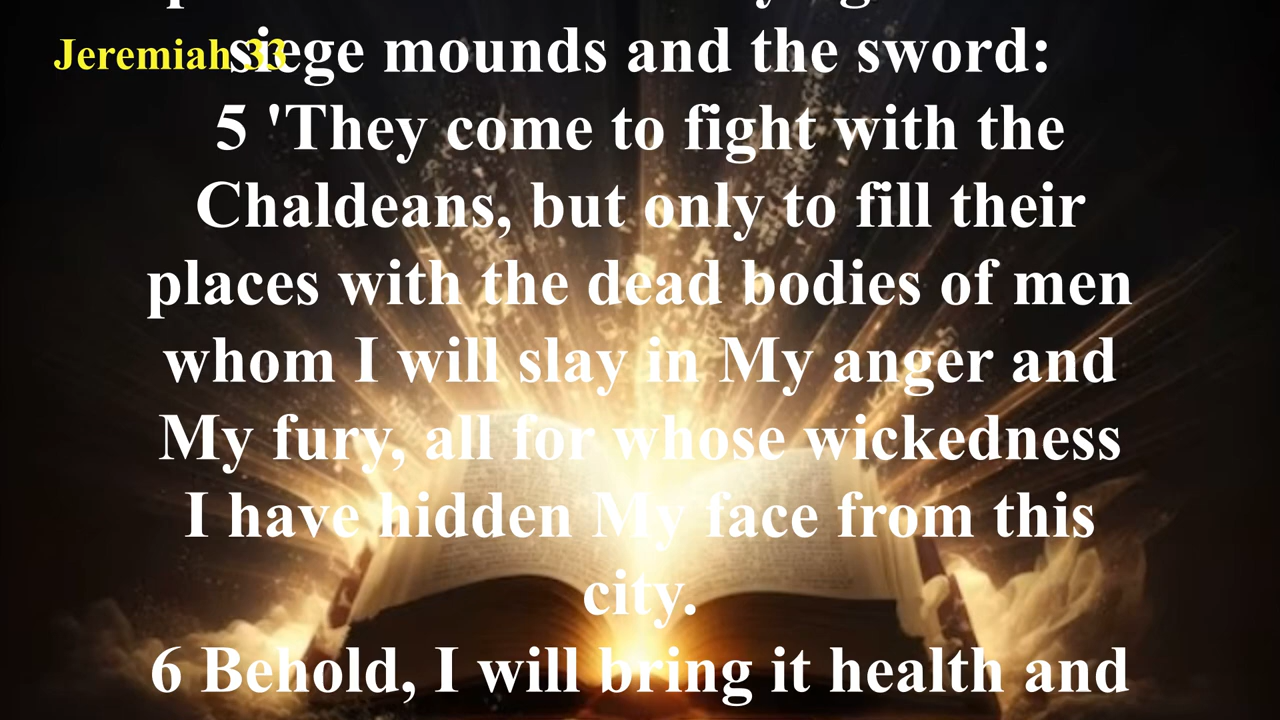 Jeremiah 33
siege mounds and the sword:
5 'They come to fight with the
Chaldeans, but only to fill their
places with the dead bodies of men
whom I will slay in My anger and
My fury, all for whose wickedness
I have hidden My face from this
city.
6 Behold, I will bring it health and